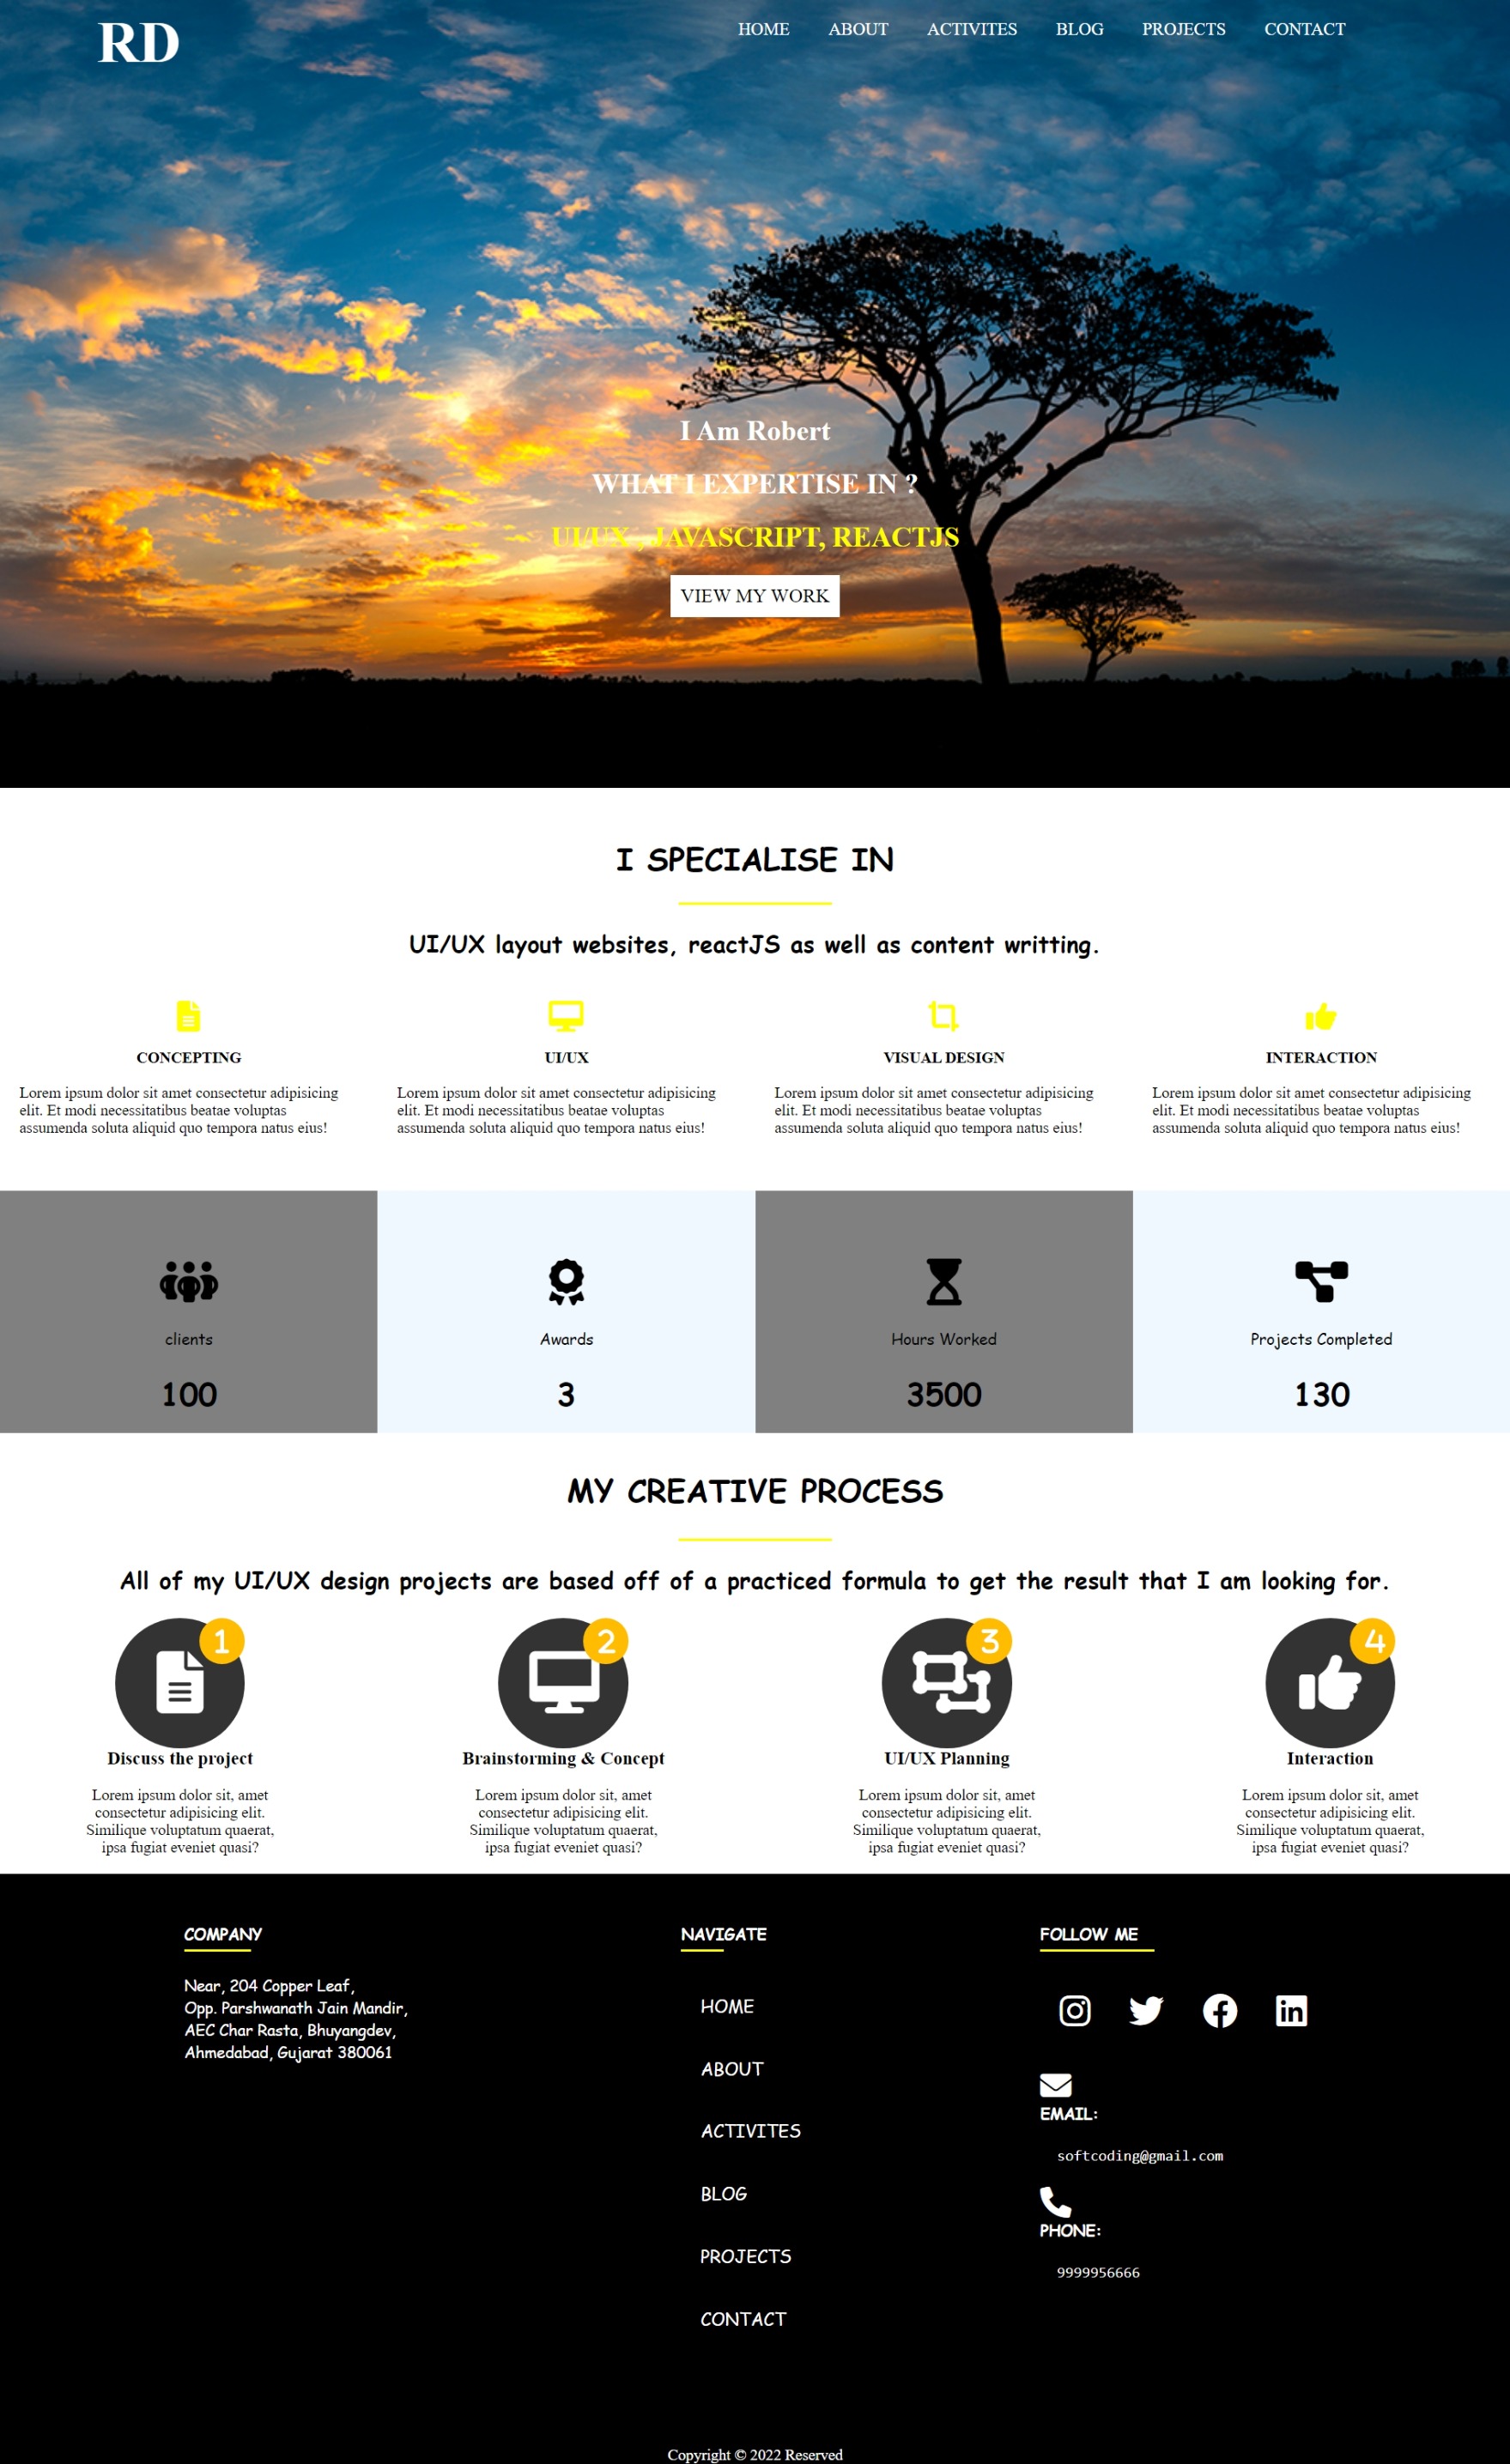 RD
HOME ABOUT ACTIVITES BLOG PROJECTS CONTACT
I Am Robert
WHAT I EXPERTISE IN ?
UI/UX , JAVASCRIPT, REACTJS
VIEW MY WORK
I SPECIALISE IN
UI/UX layout websites, reactJS as well as content writting.
CONCEPTING
Lorem ipsum dolor sit amet consectetur adipisicing
elit. Et modi necessitatibus beatae voluptas
assumenda soluta aliquid quo tempora natus eius!
UI/UX
Lorem ipsum dolor sit amet consectetur adipisicing
elit. Et modi necessitatibus beatae voluptas
assumenda soluta aliquid quo tempora natus eius!
VISUAL DESIGN
Lorem ipsum dolor sit amet consectetur adipisicing
elit. Et modi necessitatibus beatae voluptas
assumenda soluta aliquid quo tempora natus eius!
INTERACTION
Lorem ipsum dolor sit amet consectetur adipisicing
elit. Et modi necessitatibus beatae voluptas
assumenda soluta aliquid quo tempora natus eius!
clients
100
Awards
3
Hours Worked
3500
Projects Completed
130
MY CREATIVE PROCESS
All of my UI/UX design projects are based off of a practiced formula to get the result that I am looking for.
1
Discuss the project
Lorem ipsum dolor sit, amet
consectetur adipisicing elit.
Similique voluptatum quaerat,
ipsa fugiat eveniet quasi?
2
Brainstorming & Concept
Lorem ipsum dolor sit, amet
consectetur adipisicing elit.
Similique voluptatum quaerat,
ipsa fugiat eveniet quasi?
3
UI/UX Planning
Lorem ipsum dolor sit, amet
consectetur adipisicing elit.
Similique voluptatum quaerat,
ipsa fugiat eveniet quasi?
4
Interaction
Lorem ipsum dolor sit, amet
consectetur adipisicing elit.
Similique voluptatum quaerat,
ipsa fugiat eveniet quasi?
COMPANY
Near, 204 Copper Leaf,
Opp. Parshwanath Jain Mandir,
AEC Char Rasta, Bhuyangdev,
Ahmedabad, Gujarat 380061
NAVIGATE
HOME
ABOUT
ACTIVITES
BLOG
PROJECTS
CONTACT
FOLLOW ME
in
EMAIL:
softcoding@gmail.com
PHONE:
9999956666
Copyright © 2022 Reserved